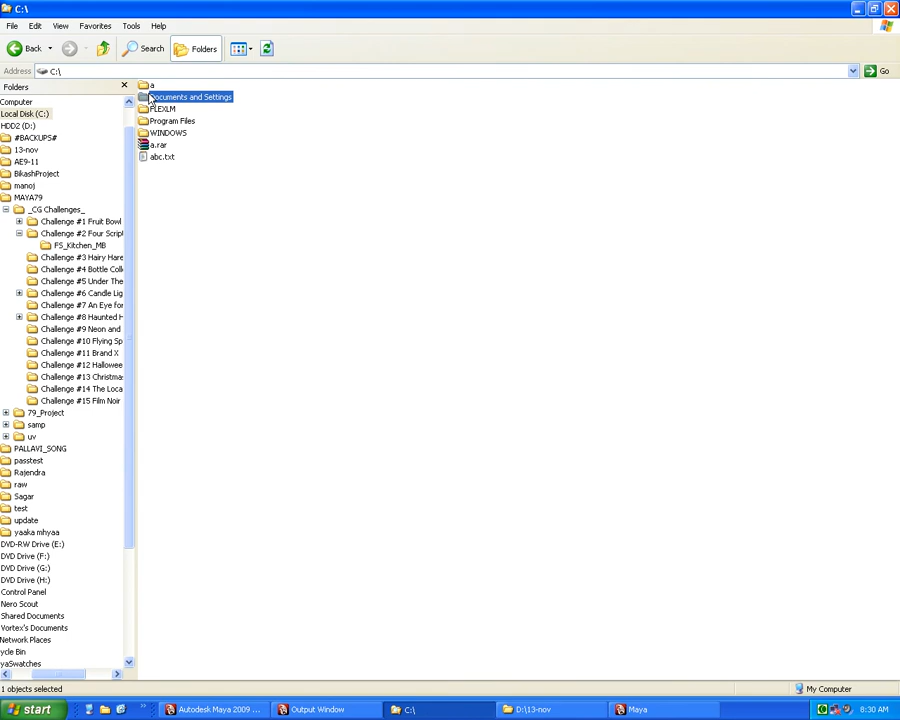 C:\
File Edit View Favorites Tools Help
Back Search Folders
Address C:\ Go
Folders
Computer
Local Disk (C:)
HDD2 (D:)
#BACKUPS#
13-nov
AE9-11
BikashProject
manoj
MAYA79
_CG Challenges_
Challenge #1 Fruit Bowl
Challenge #2 Four Scrip
FS_Kitchen_MB
Challenge #3 Hairy Hare
Challenge #4 Bottle Coll
Challenge #5 Under The
Challenge #6 Candle Lig
Challenge #7 An Eye for
Challenge #8 Haunted H
Challenge #9 Neon and
Challenge #10 Flying Sp
Challenge #11 Brand X
Challenge #12 Hallowee
Challenge #13 Christma
Challenge #14 The Loca
Challenge #15 Film Noir
79_Project
samp
uv
PALLAVI_SONG
passtest
Rajendra
raw
Sagar
test
update
yaaka mhyaa
DVD-RW Drive (E:)
DVD Drive (F:)
DVD Drive (G:)
DVD Drive (H:)
Control Panel
Nero Scout
Shared Documents
Vortex's Documents
Network Places
ycle Bin
yaSwatches
a
Documents and Settings
FLEXLM
Program Files
WINDOWS
a.rar
abc.txt
1 objects selected My Computer
start Autodesk Maya 2009 ... Output Window C:\ D:\13-nov Maya 8:30 AM